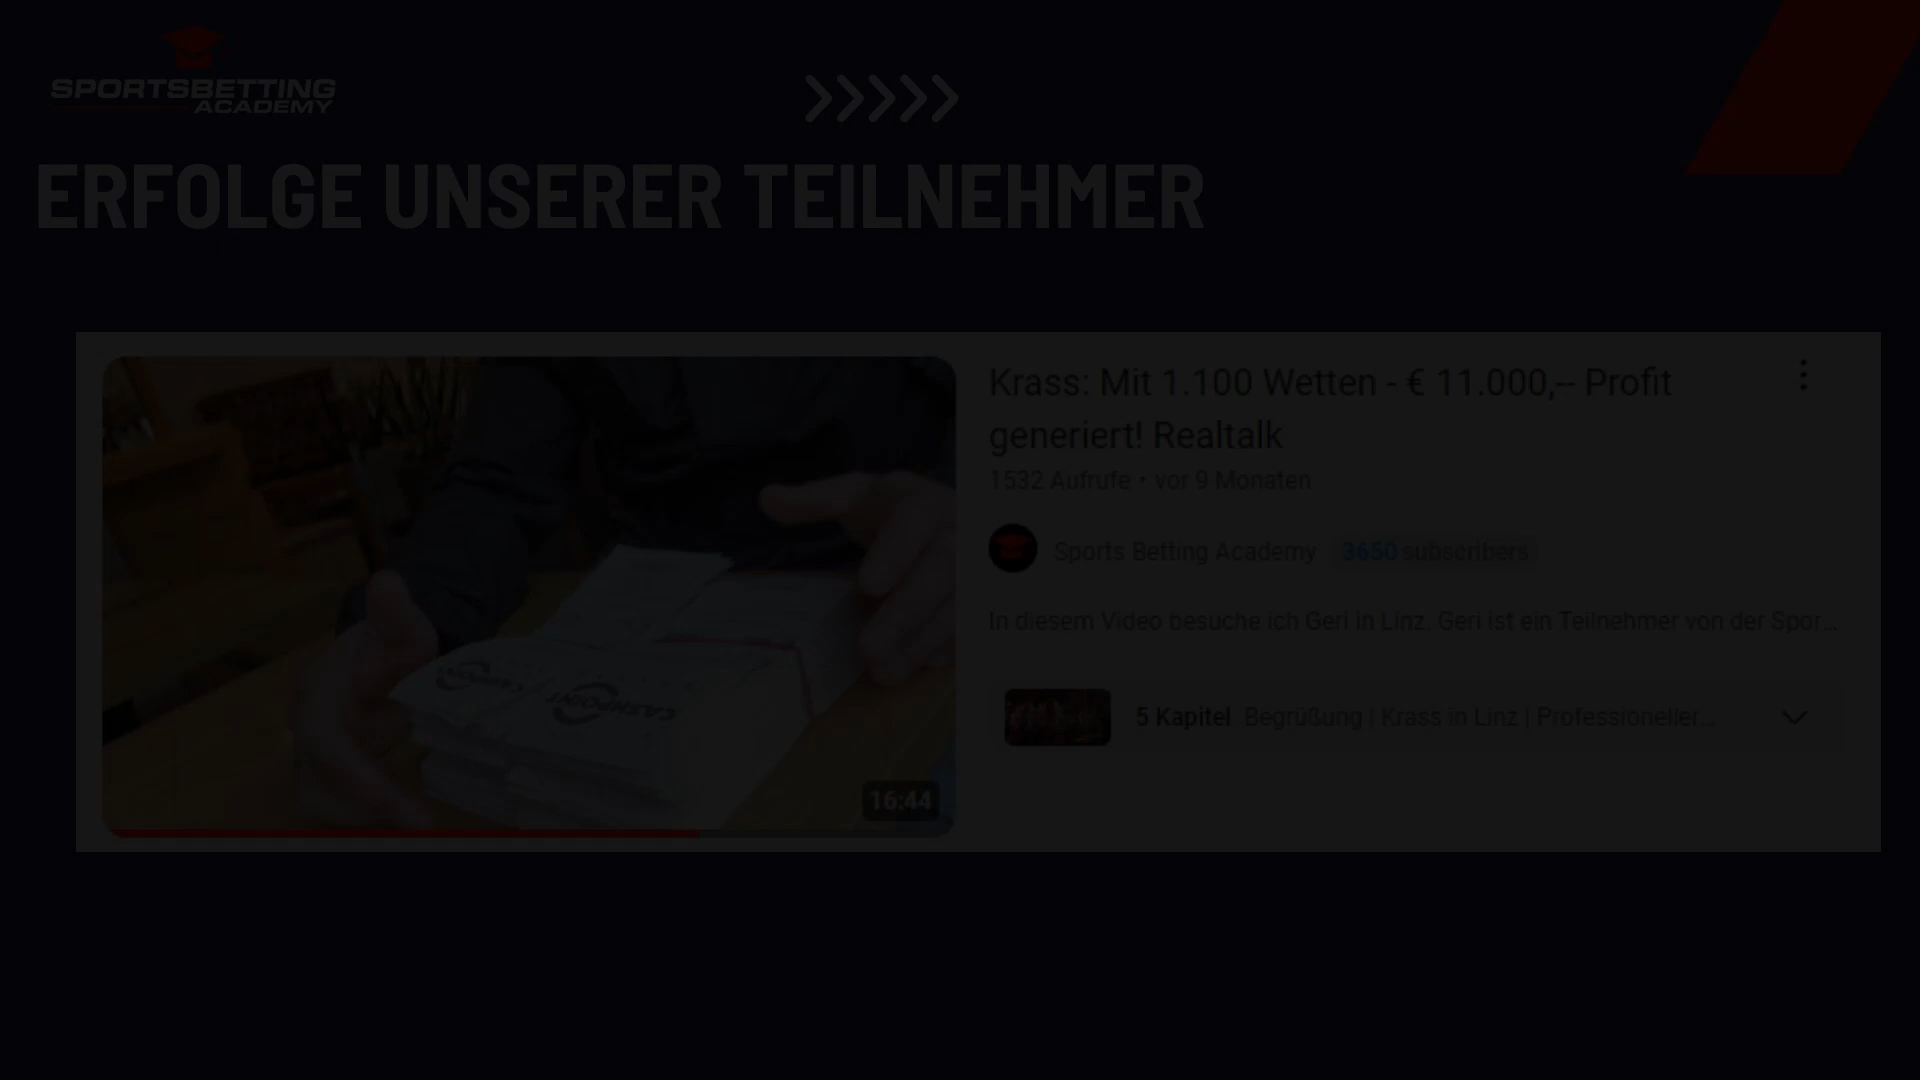 SPORTSBETTING
ACADEMY
ERFOLGE UNSERER TEILNEHMER
Krass: Mit 1.100 Wetten - € 11.000,-- Profit
generiert! Realtalk
1532 Aufrufe • vor 9 Monaten
Sports Betting Academy 3650 subscribers
In diesem Video besuche ich Geri in Linz. Geri ist ein Teilnehmer von der Spor...
5 Kapitel Begrüßung | Krass in Linz | Professioneller...
CASHPOINT
16:44